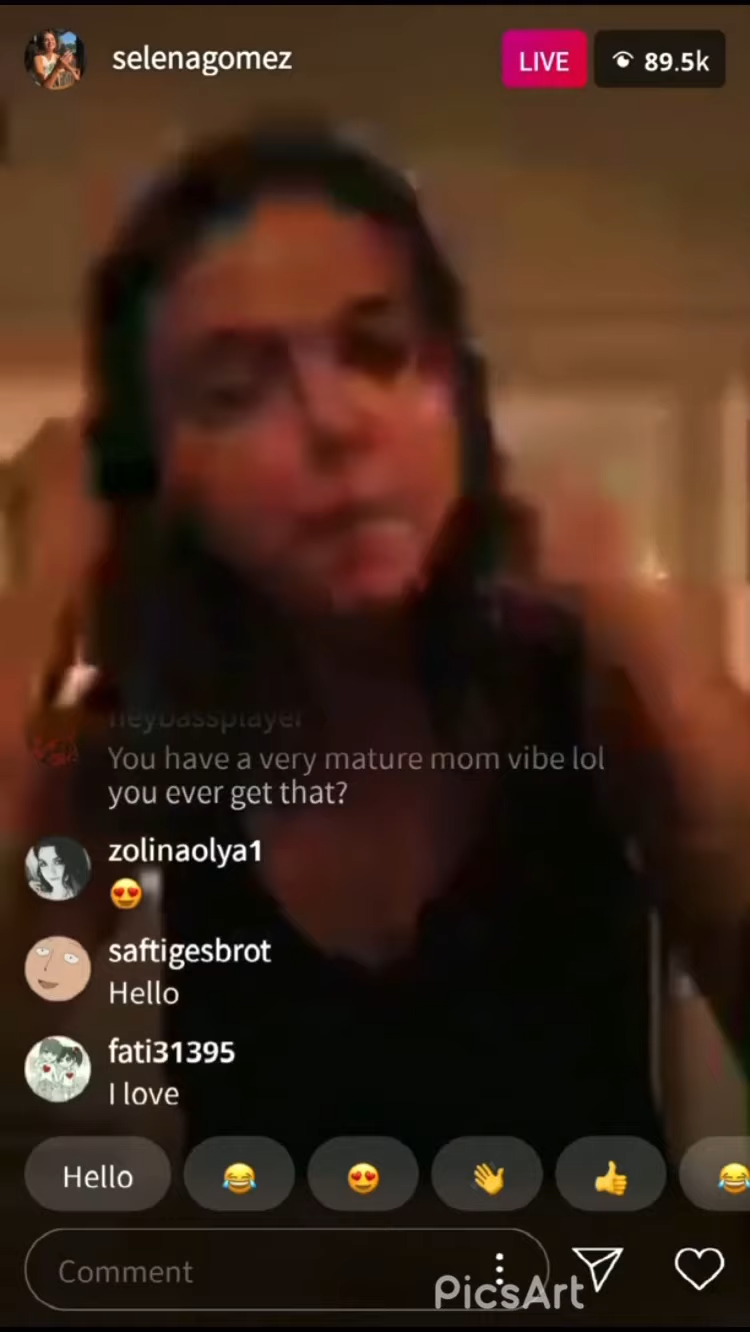 selenagomez
LIVE
89.5k
heybassplayer
You have a very mature mom vibe lol
you ever get that?
zolinaolya1
😍
saftigesbrot
Hello
fati31395
I love
Hello
😂 😍 👋 👍 😂
Comment
PicsArt